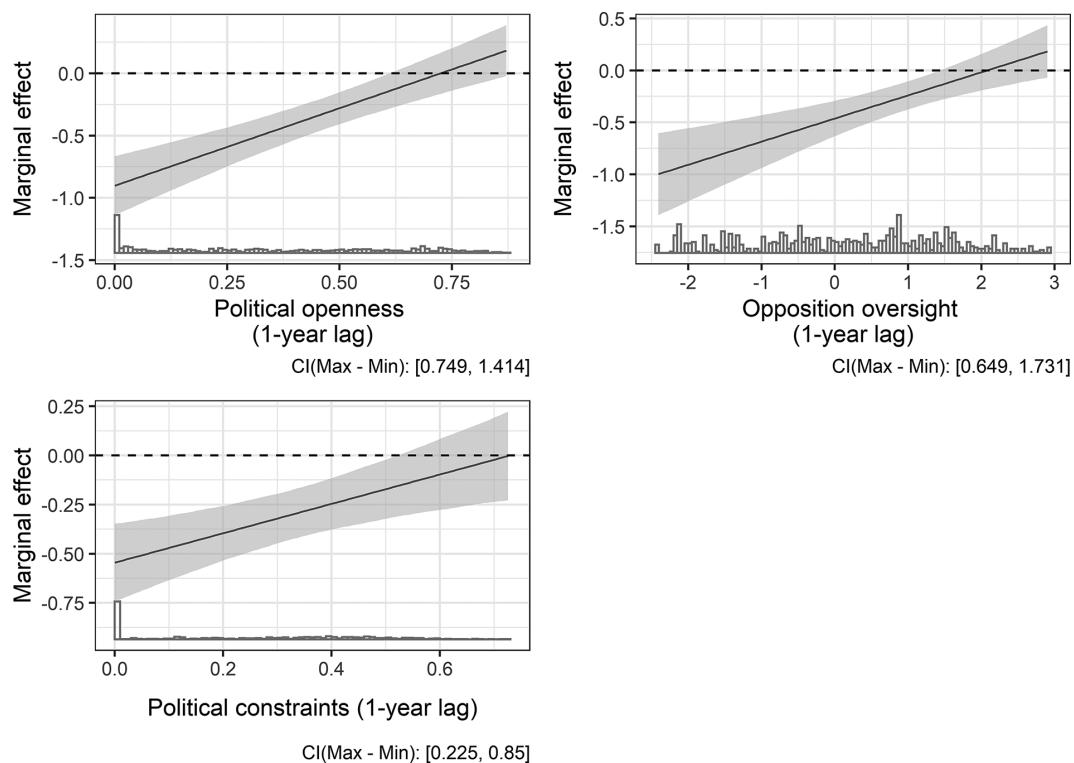 0.0
-0.5
-1.0
-1.5
Marginal effect
0.00 0.25 0.50 0.75
Political openness
(1-year lag)
CI(Max - Min): [0.749, 1.414]
0.5
0.0
-0.5
-1.0
-1.5
Marginal effect
-2 -1 0 1 2 3
Opposition oversight
(1-year lag)
CI(Max - Min): [0.649, 1.731]
0.25
0.00
-0.25
-0.50
-0.75
Marginal effect
0.0 0.2 0.4 0.6
Political constraints (1-year lag)
CI(Max - Min): [0.225, 0.85]